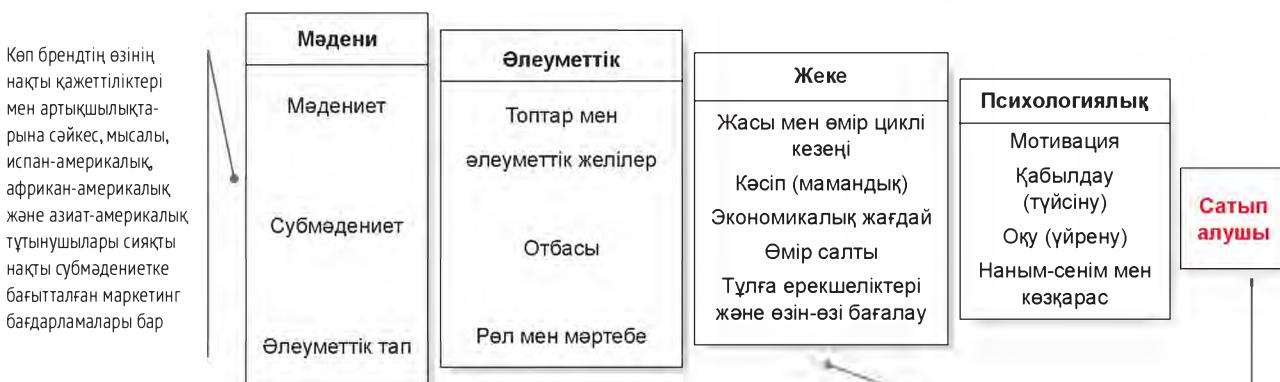 Көп брендтің өзінің
нақты қажеттіліктері
мен артықшылықта-
рына сәйкес, мысалы,
испан-америкалық,
африкан-америкалық
және азиат-америкалық
тұтынушылары сияқты
нақты субмәдениетке
бағытталған маркетинг
бағдарламалары бар
Мәдени
Мәдениет
Субмәдениет
Әлеуметтік тап
Әлеуметтік
Топтар мен
әлеуметтік желілер
Отбасы
Рөл мен мәртебе
Жеке
Жасы мен өмір циклі
кезеңі
Кәсіп (мамандық)
Экономикалық жағдай
Өмір салты
Тұлға ерекшеліктері
және өзін-өзі бағалау
Психологиялық
Мотивация
Қабылдау
(түйсіну)
Оқу (үйрену)
Наным-сенім мен
көзқарас
Сатып
алушы